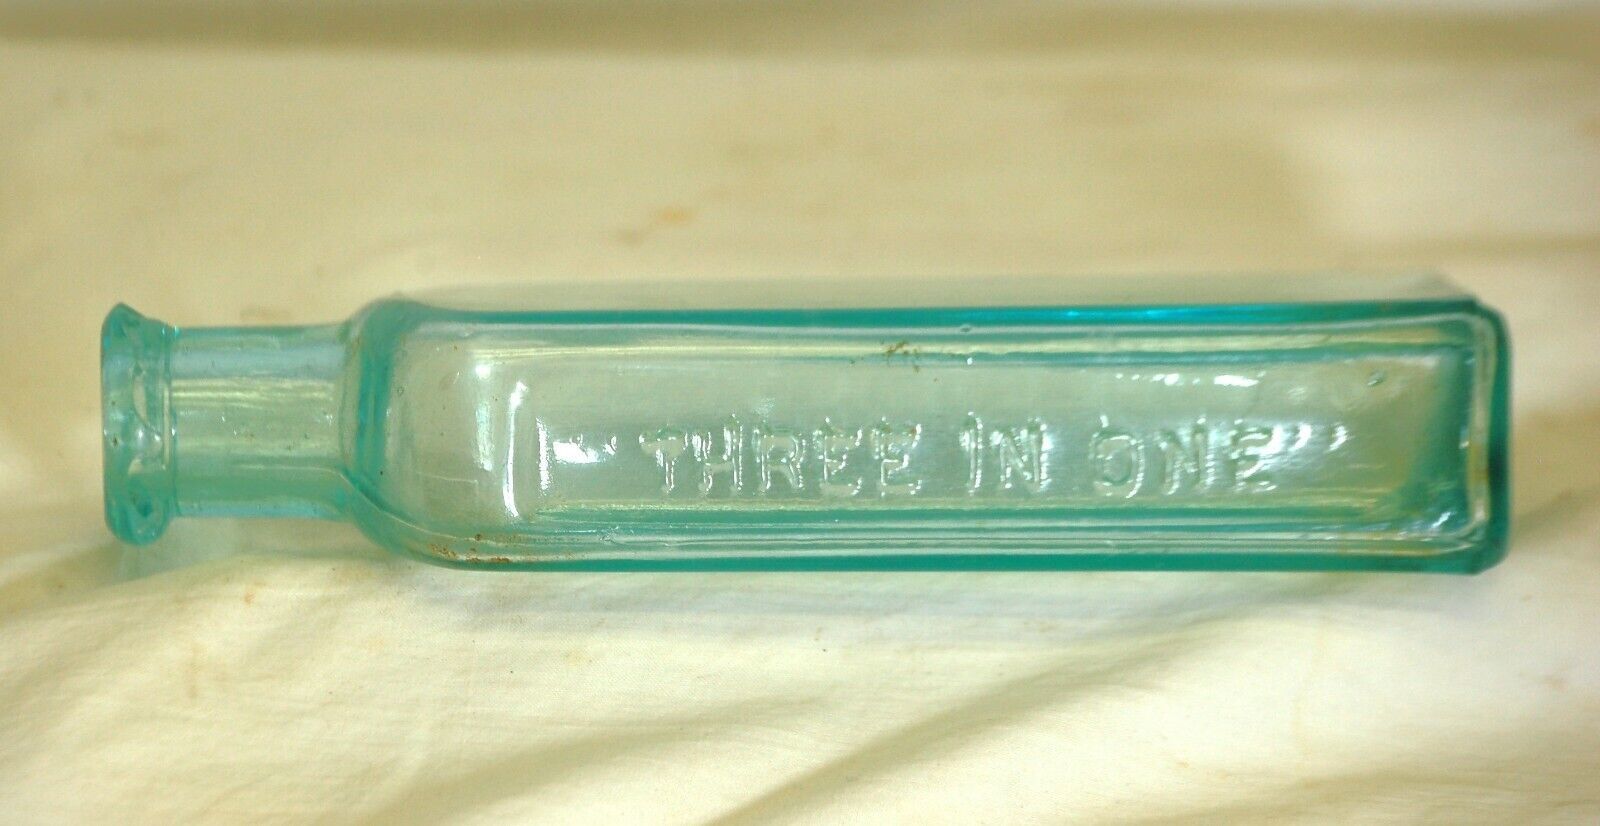 THREE IN ONE"